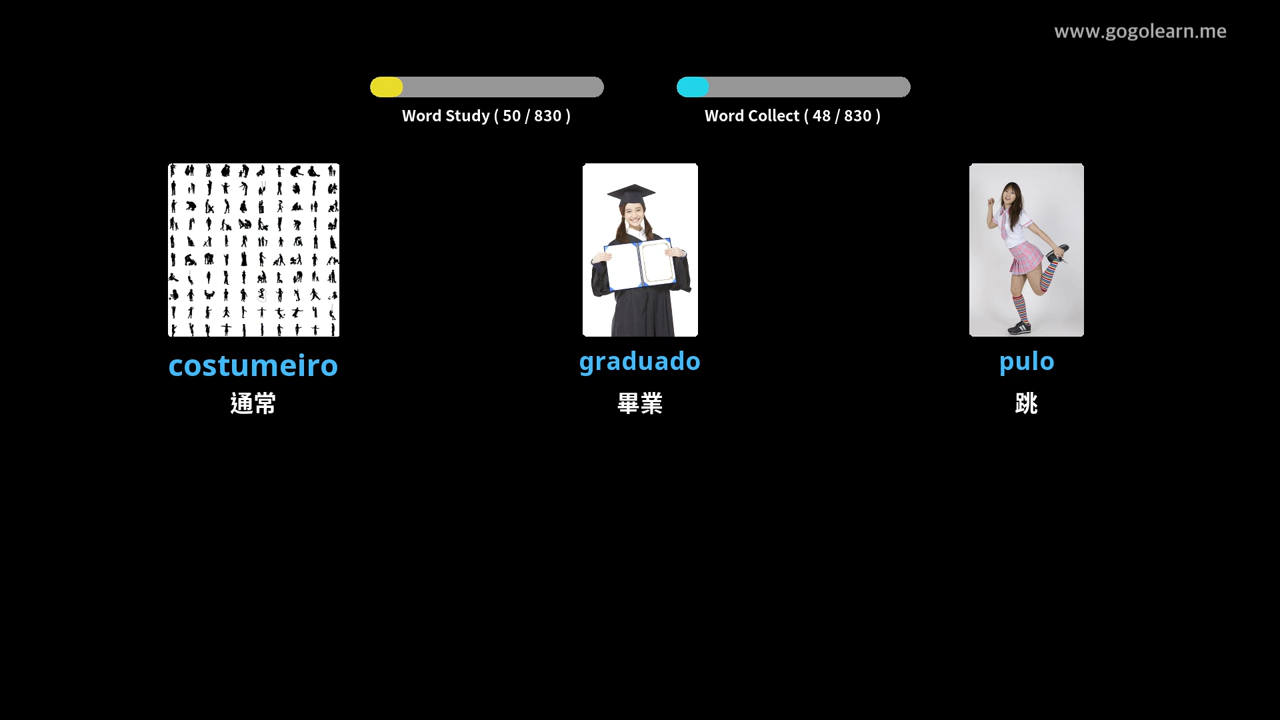 www.gogolearn.me
Word Study ( 50 / 830 )
Word Collect ( 48 / 830 )
costumeiro
graduado
pulo
通常
畢業
跳